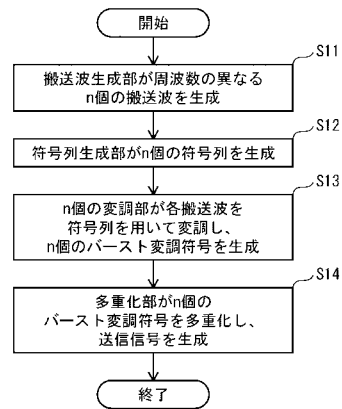 開始
S11
搬送波生成部が周波数の異なる
n個の搬送波を生成
S12
符号列生成部がn個の符号列を生成
S13
n個の変調部が各搬送波を
符号列を用いて変調し、
n個のバースト変調符号を生成
S14
多重化部がn個の
バースト変調符号を多重化し、
送信信号を生成
終了